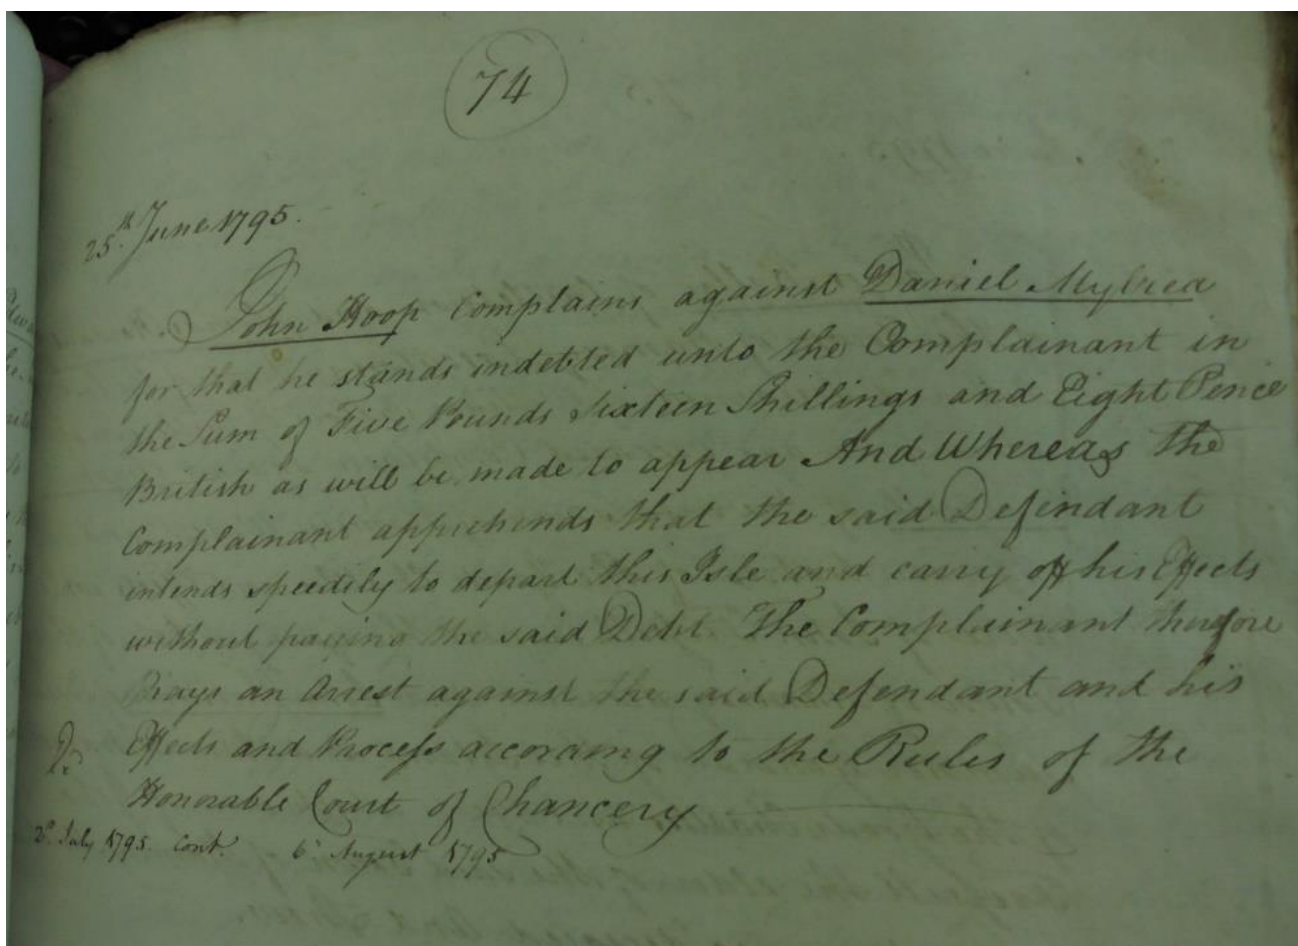 74
25th June 1795.
John Hoop Complains against Daniel Mylrea
for that he stands indebted unto the Complainant in
the Sum of Five Pounds Sixteen Shillings and Eight Pence
British as will be made to appear And Whereas the
Complainant apprehends that the said Defendant
intends speedily to depart this Isle and carry off his Effects
without paying the said Debt. The Complainant therefore
Prays an Arrest against the said Defendant and his
Effects and Process according to the Rules of the
Honorable Court of Chancery
July 1795. Cont. 6 August 1795